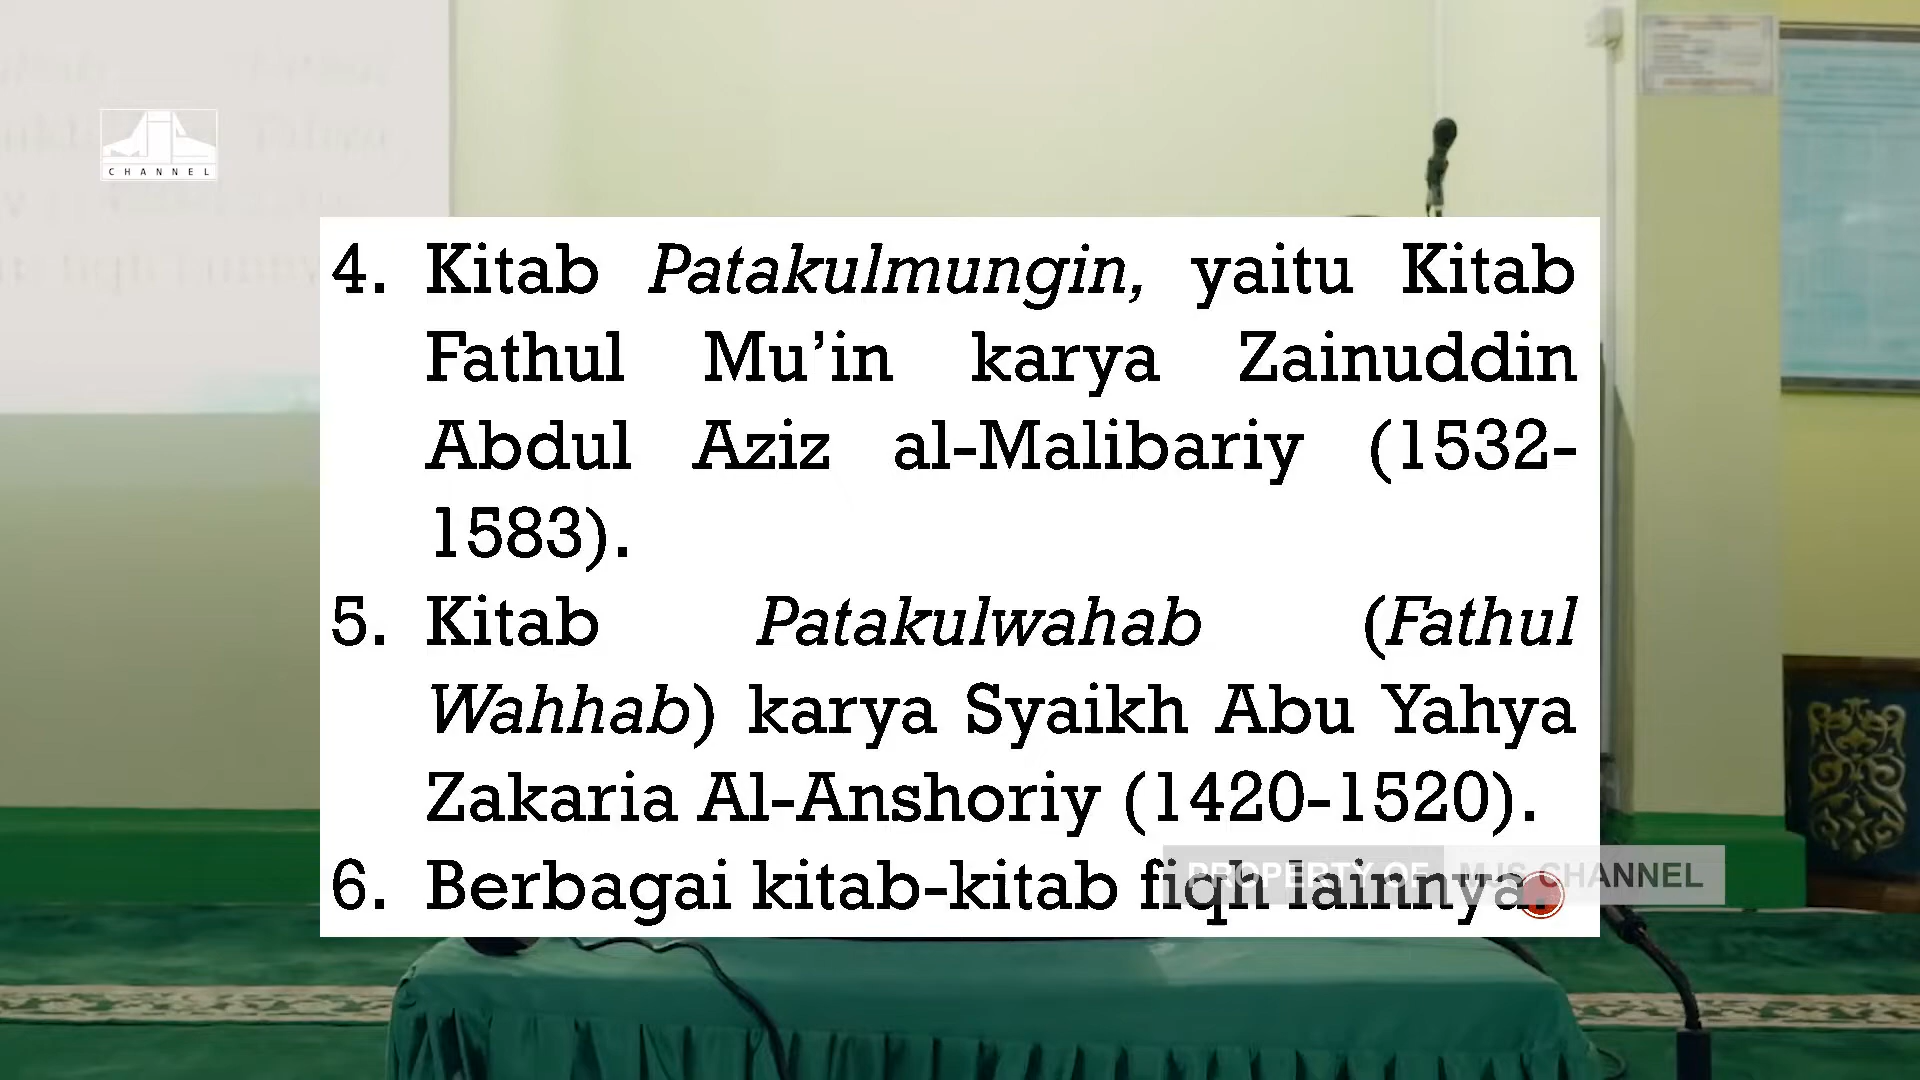 CHANNEL
4. Kitab Patakulmungin, yaitu Kitab
Fathul Mu’in karya Zainuddin
Abdul Aziz al-Malibariy (1532-
1583).
5. Kitab Patakulwahab (Fathul
Wahhab) karya Syaikh Abu Yahya
Zakaria Al-Anshoriy (1420-1520).
6. Berbagai kitab-kitab fiqh lainnya.
PROPERTY OF MJS CHANNEL